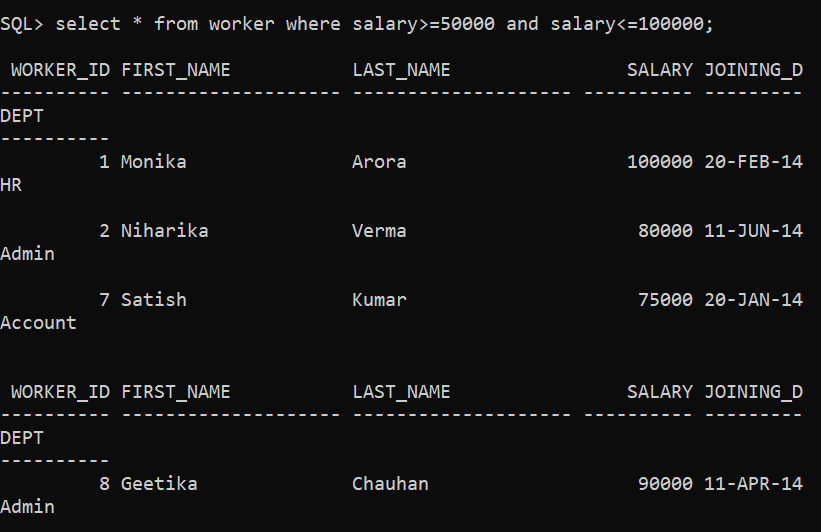 SQL> select * from worker where salary>=50000 and salary<=100000;
 WORKER_ID FIRST_NAME           LAST_NAME                SALARY JOINING_D
---------- -------------------- -------------------- ---------- ---------
DEPT
----------
         1 Monika               Arora                    100000 20-FEB-14
HR
         2 Niharika             Verma                     80000 11-JUN-14
Admin
         7 Satish               Kumar                     75000 20-JAN-14
Account
 WORKER_ID FIRST_NAME           LAST_NAME                SALARY JOINING_D
---------- -------------------- -------------------- ---------- ---------
DEPT
----------
         8 Geetika              Chauhan                   90000 11-APR-14
Admin